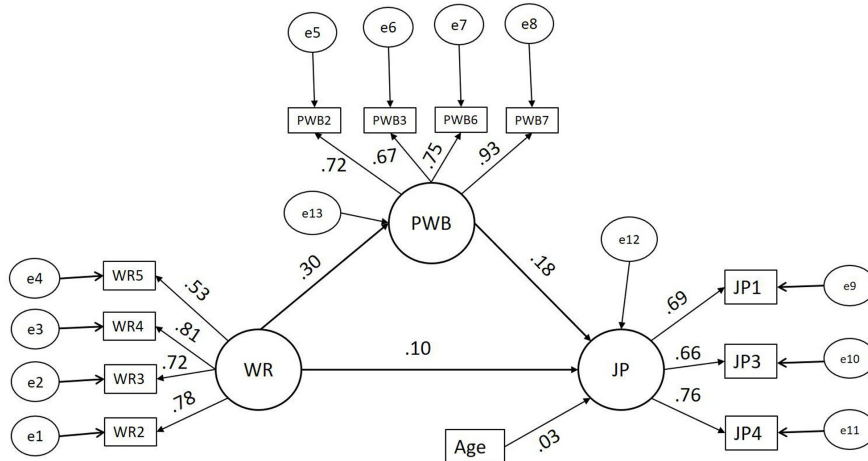 e5
e6
e7
e8
PWB2
PWB3
PWB6
PWB7
.72
.67
.75
.93
e13
PWB
e12
e4
WR5
.53
.30
.18
JP1
e9
.69
e3
WR4
.81
.10
e2
WR3
.72
WR
JP
.66
JP3
e10
.78
.76
e1
WR2
Age
.03
JP4
e11